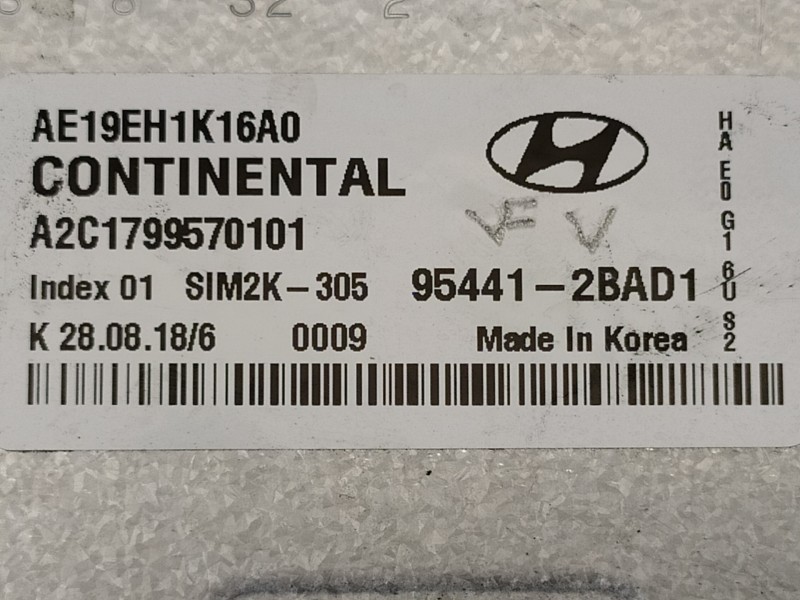 AE19EH1K16A0
CONTINENTAL
A2C1799570101
Index 01 SIM2K-305 95441-2BAD1
K 28.08.18/6 0009 Made In Korea
HA E0 G1 6U S2
VF V